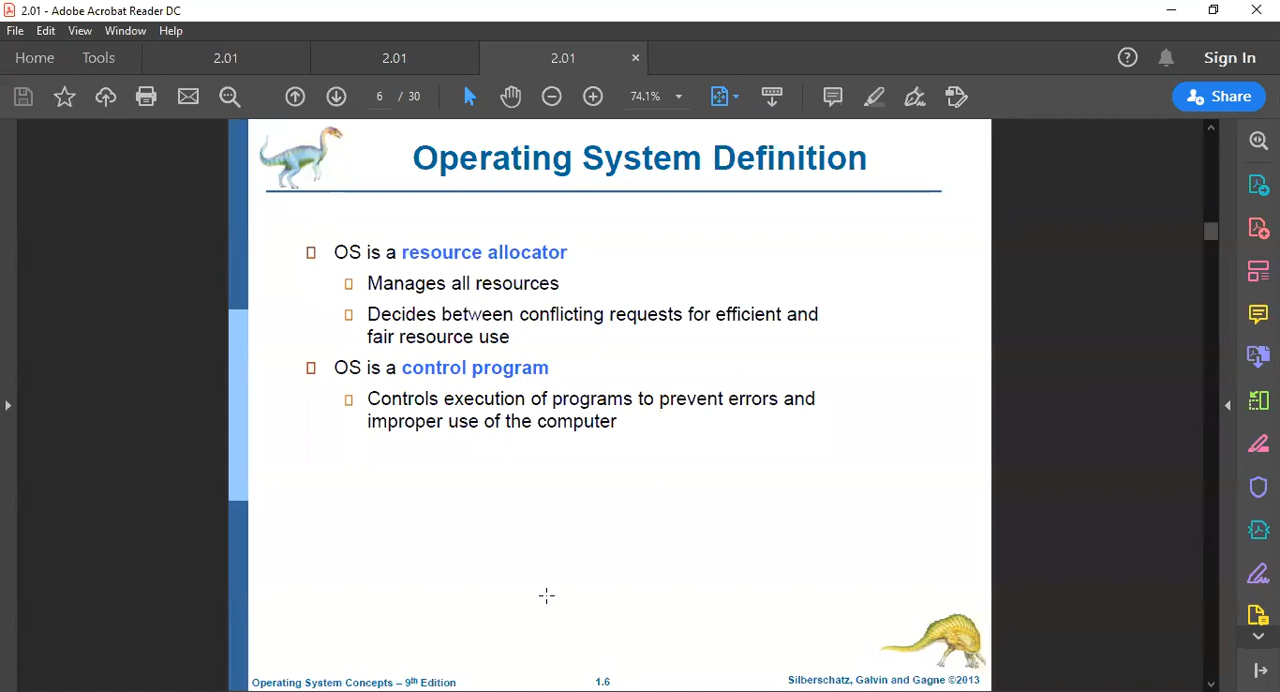 2.01 - Adobe Acrobat Reader DC
File Edit View Window Help
Home Tools 2.01 2.01 2.01 Sign In
6 / 30 74.1% Share
Operating System Definition
OS is a resource allocator
Manages all resources
Decides between conflicting requests for efficient and
fair resource use
OS is a control program
Controls execution of programs to prevent errors and
improper use of the computer
Operating System Concepts – 9th Edition 1.6 Silberschatz, Galvin and Gagne ©2013